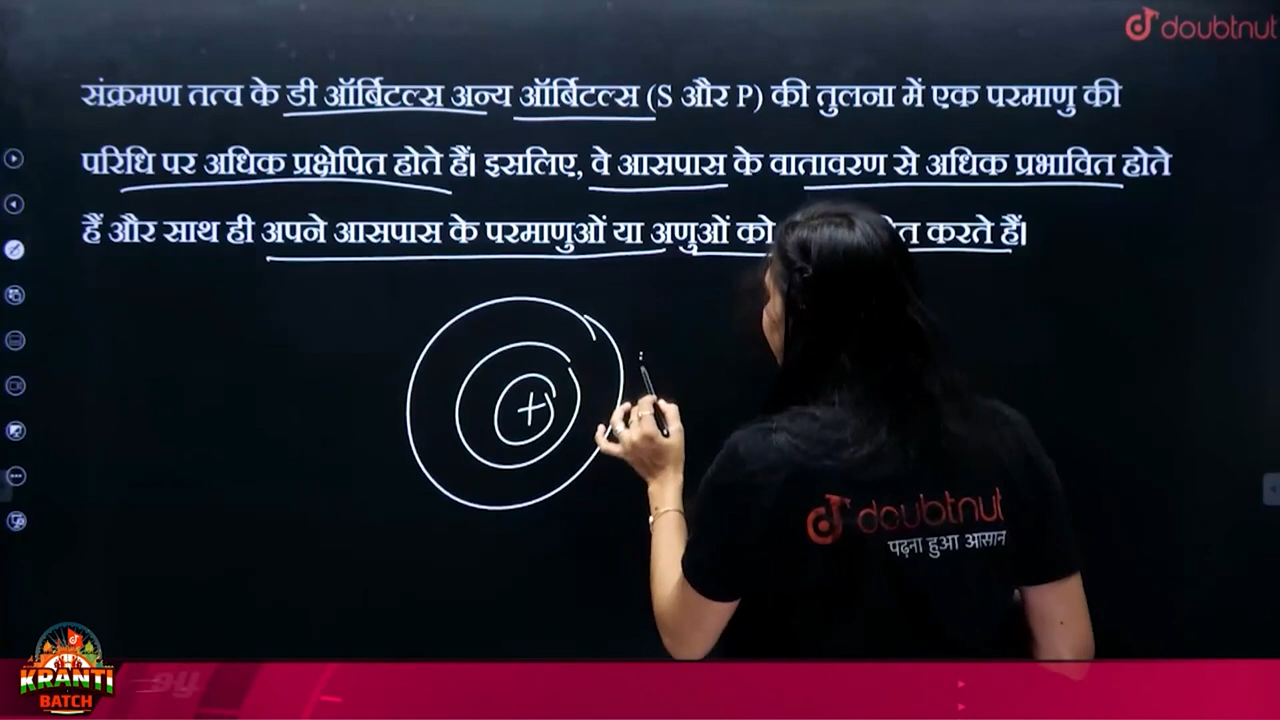 doubtnut
संक्रमण तत्व के डी ऑर्बिटल्स अन्य ऑर्बिटल्स (S और P) की तुलना में एक परमाणु की
परिधि पर अधिक प्रक्षेपित होते हैं। इसलिए, वे आसपास के वातावरण से अधिक प्रभावित होते
हैं और साथ ही अपने आसपास के परमाणुओं या अणुओं को त करते हैं।
+
doubtnut
पढ़ना हुआ आसान
KRANTI
BATCH